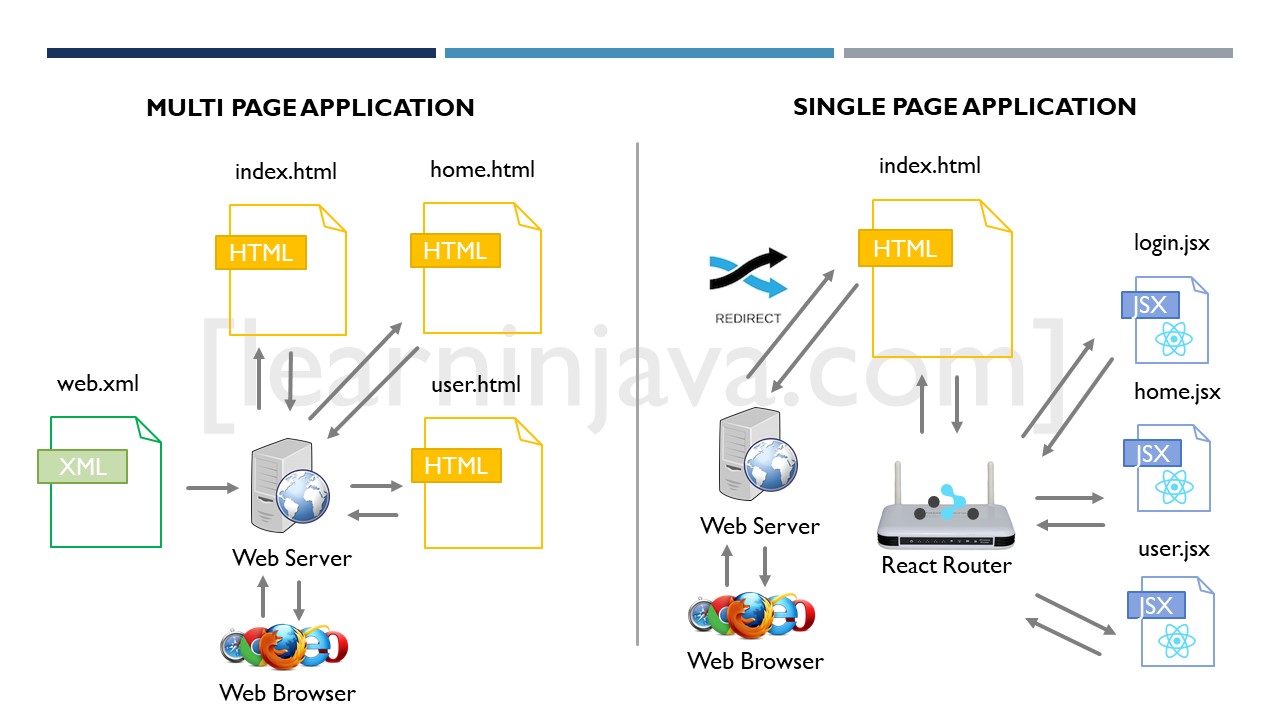 MULTI PAGE APPLICATION
index.html
home.html
HTML
HTML
web.xml
user.html
XML
HTML
Web Server
Web Browser
SINGLE PAGE APPLICATION
index.html
HTML
login.jsx
JSX
REDIRECT
home.jsx
JSX
Web Server
React Router
user.jsx
JSX
Web Browser
[learninjava.com]